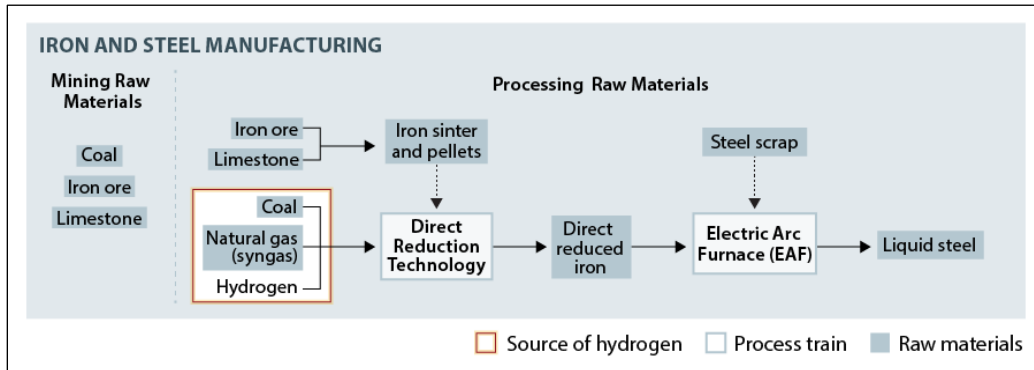 IRON AND STEEL MANUFACTURING
Mining Raw
Materials
Coal
Iron ore
Limestone
Processing Raw Materials
Iron ore
Limestone
Iron sinter
and pellets
Steel scrap
Coal
Natural gas
(syngas)
Hydrogen
Direct
Reduction
Technology
Direct
reduced
iron
Electric Arc
Furnace (EAF)
Liquid steel
Source of hydrogen
Process train
Raw materials